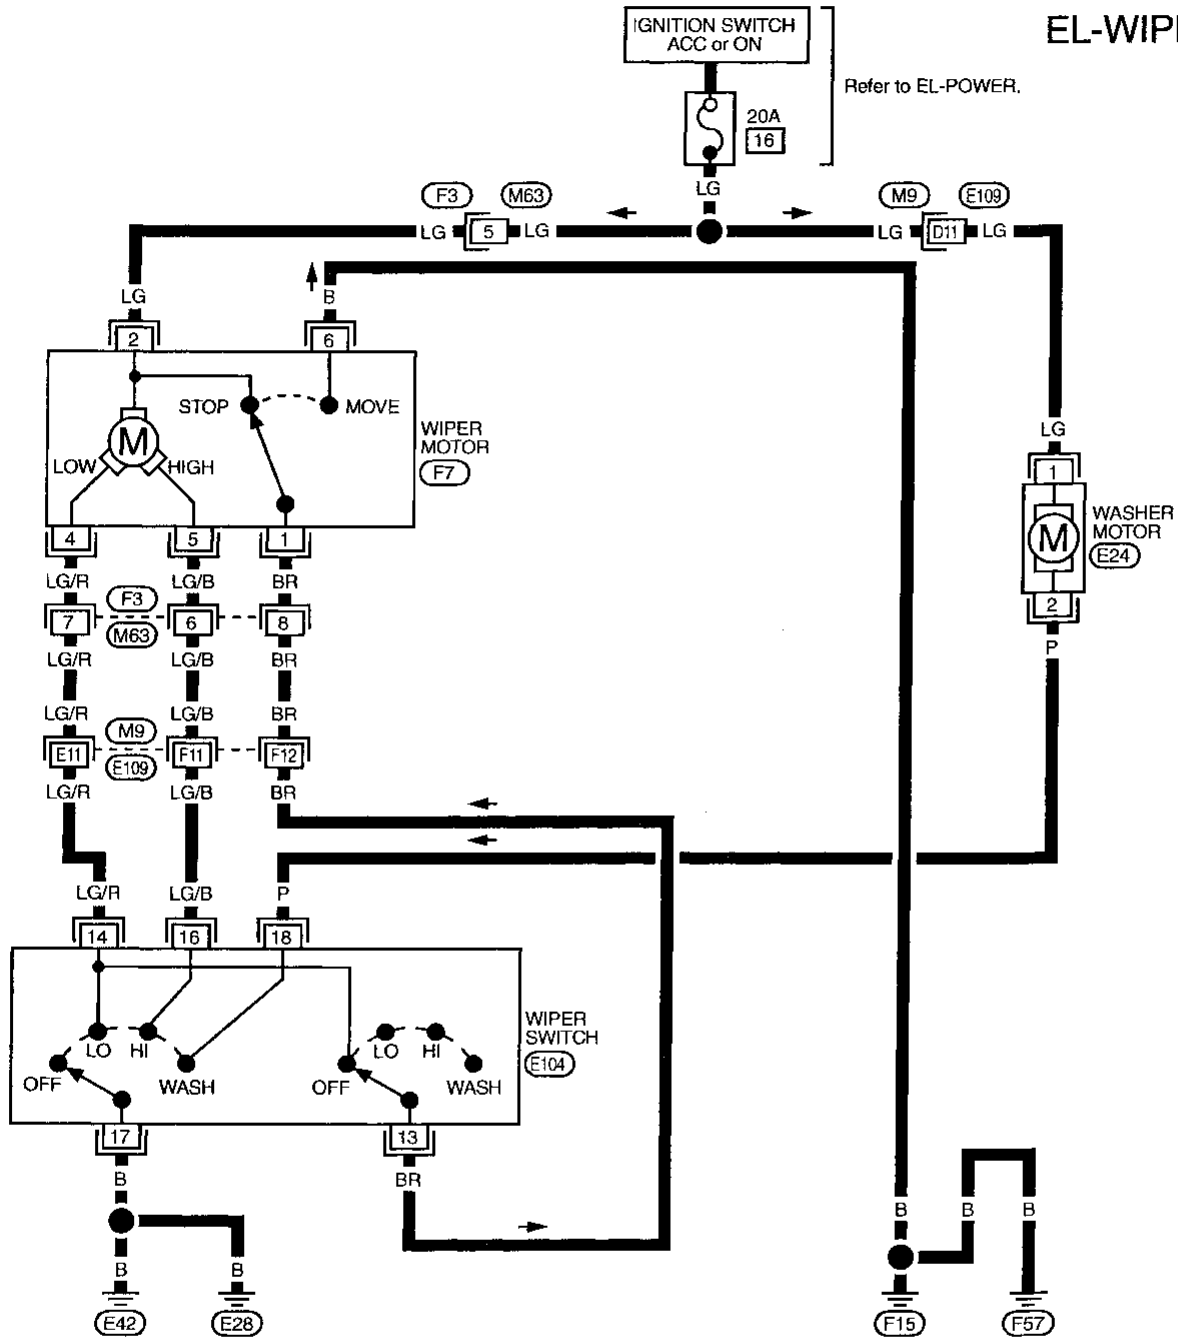 IGNITION SWITCH
ACC or ON
EL-WIP
Refer to EL-POWER.
20A
16
LG
F3 M63 M9 E109
LG 5 LG LG D11 LG
LG B
2 6
STOP MOVE
WIPER
MOTOR
F7
M
LOW HIGH
LG
1
M
WASHER
MOTOR
E24
2
P
4 5 1
LG/R LG/B BR
F3
7 6 8
M63
LG/R LG/B BR
LG/R LG/B BR
M9
E11 F11 F12
E109
LG/R LG/B BR
LG/R LG/B P
14 16 18
WIPER
SWITCH
E104
LO HI LO HI
OFF WASH OFF WASH
17 13
B BR
B B B
B B
E42 E28 F15 F57